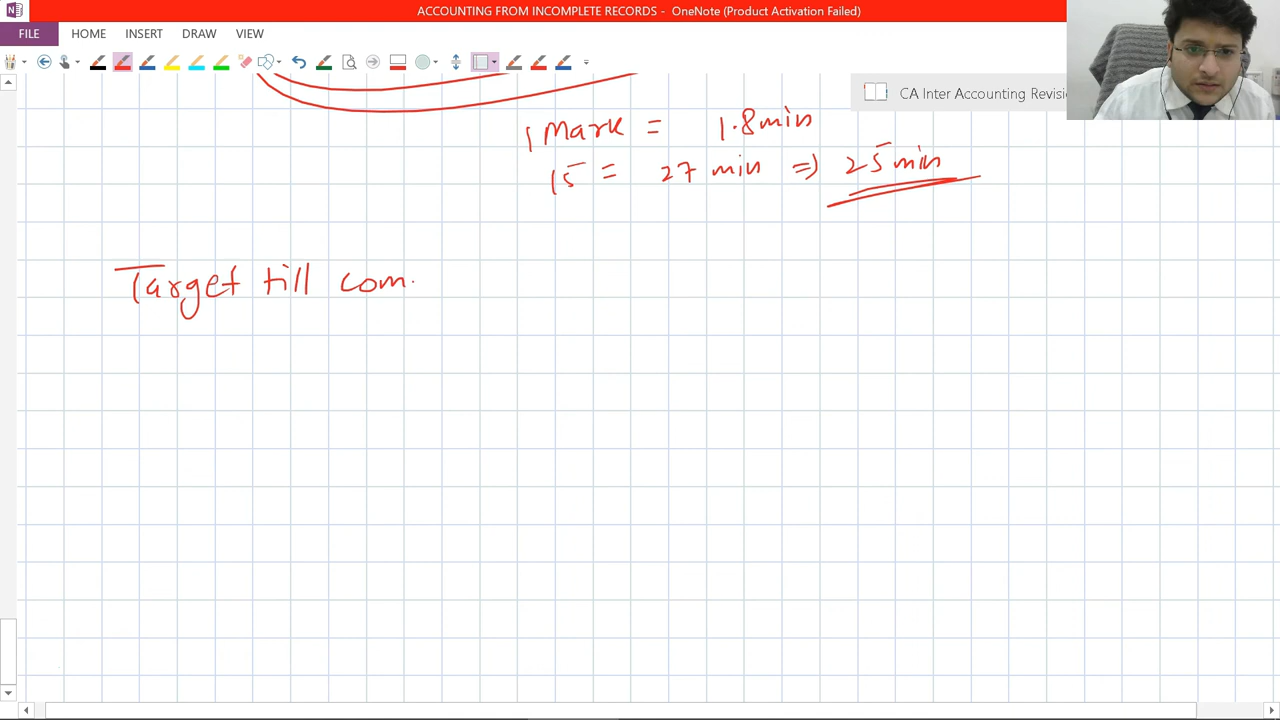 ACCOUNTING FROM INCOMPLETE RECORDS - OneNote (Product Activation Failed)
FILE HOME INSERT DRAW VIEW
CA Inter Accounting Revisi
1 Mark = 1.8 min
15 = 27 min ⇒ 25 min
Target till com.